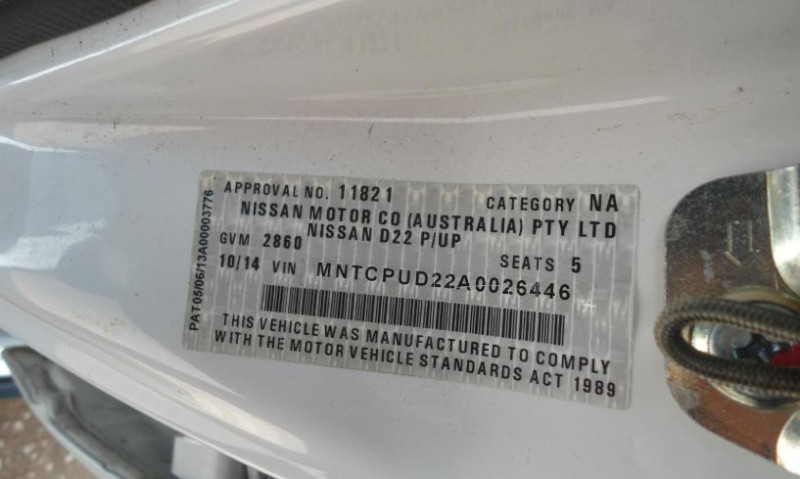 APPROVAL NO. 11821 CATEGORY NA
NISSAN MOTOR CO (AUSTRALIA) PTY LTD
NISSAN D22 P/UP
GVM 2860 SEATS 5
10/14 VIN MNTCPUD22A0026446
THIS VEHICLE WAS MANUFACTURED TO COMPLY
WITH THE MOTOR VEHICLE STANDARDS ACT 1989
PAT05/06/13A00003776